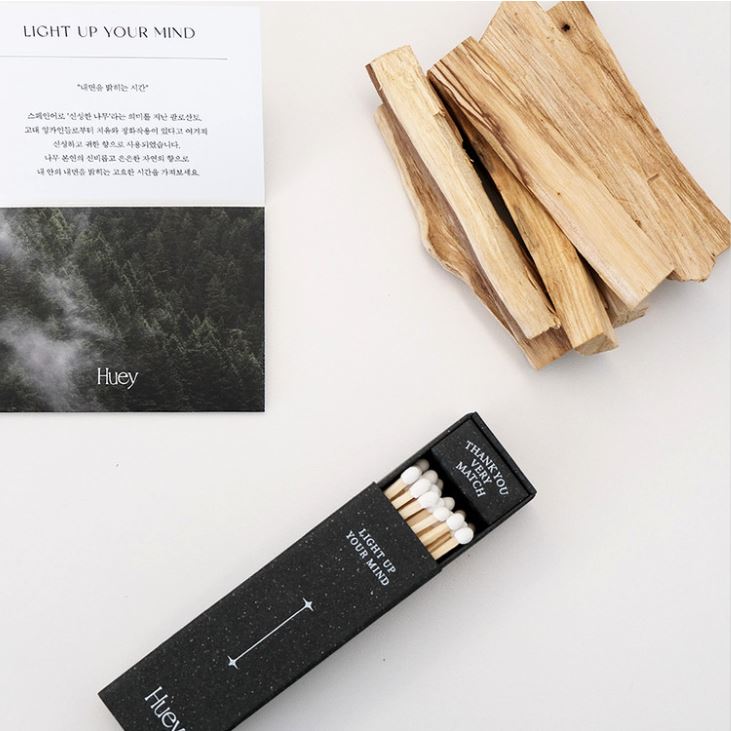 LIGHT UP YOUR MIND
"내면을 밝히는 시간"
스페인어로 '신성한 나무'라는 의미를 지닌 팔로산토.
고대 잉카인들로부터 치유와 정화작용이 있다고 여겨져
신성하고 귀한 향으로 사용되었습니다.
나무 본연의 신비롭고 은은한 자연의 향으로
내 안의 내면을 밝히는 고요한 시간을 가져보세요.
Huey
THANK YOU
VERY
MATCH
LIGHT UP
YOUR MIND
Huey